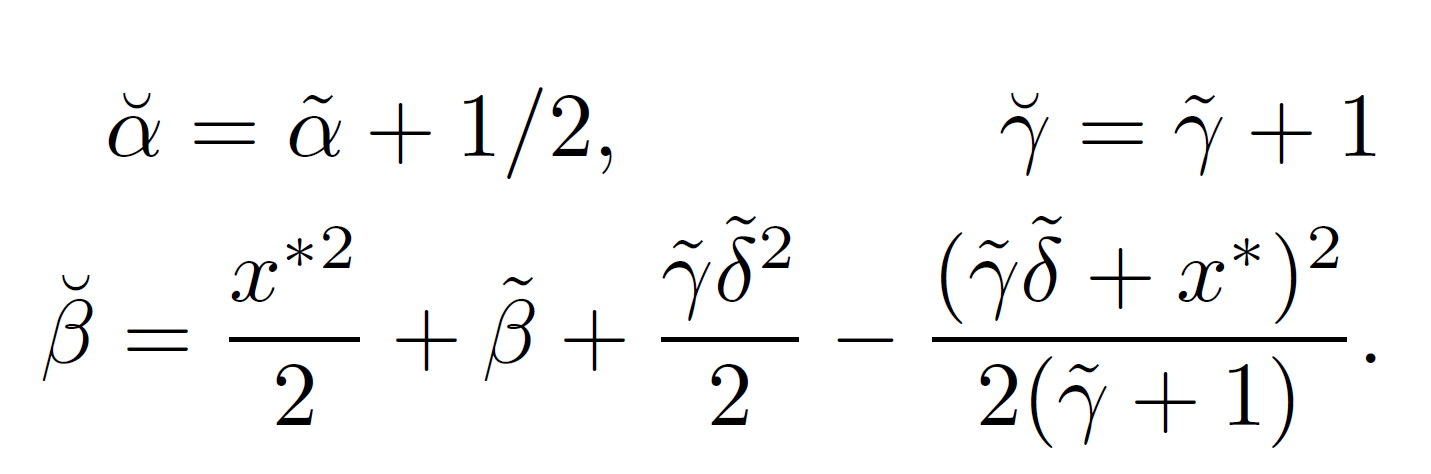 ᾰ = α̃ + 1/2, γ̆ = γ̃ + 1
β̆ = x*²/2 + β̃ + γ̃δ̃²/2 − (γ̃δ̃ + x*)²/2(γ̃ + 1).